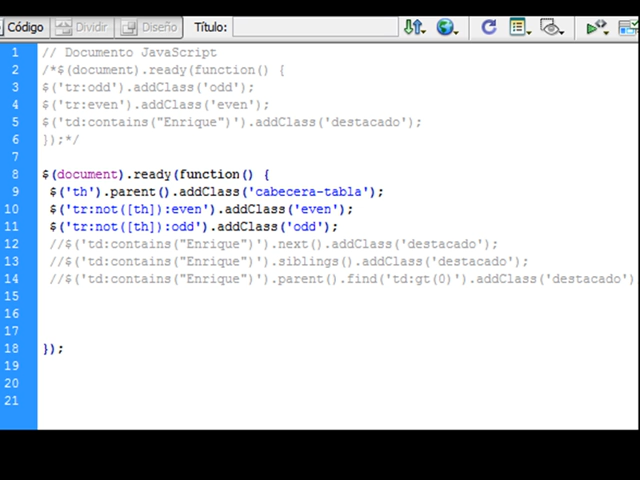 Código Dividir Diseño Título:
1 // Documento JavaScript
2 /*$(document).ready(function() {
3 $('tr:odd').addClass('odd');
4 $('tr:even').addClass('even');
5 $('td:contains("Enrique")').addClass('destacado');
6 });*/
7
8 $(document).ready(function() {
9 $('th').parent().addClass('cabecera-tabla');
10 $('tr:not([th]):even').addClass('even');
11 $('tr:not([th]):odd').addClass('odd');
12 //$('td:contains("Enrique")').next().addClass('destacado');
13 //$('td:contains("Enrique")').siblings().addClass('destacado');
14 //$('td:contains("Enrique")').parent().find('td:gt(0)').addClass('destacado')
15
16
17
18 });
19
20
21